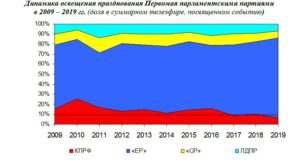 Динамика освещения празднования Первомая парламентскими партиями
в 2009 – 2019 гг. (доля в суммарном телеэфире, посвященном событию)
100%
90%
80%
70%
60%
50%
40%
30%
20%
10%
0%
2009 2010 2011 2012 2013 2014 2015 2016 2017 2018 2019
КПРФ «ЕР» «СР» ЛДПР